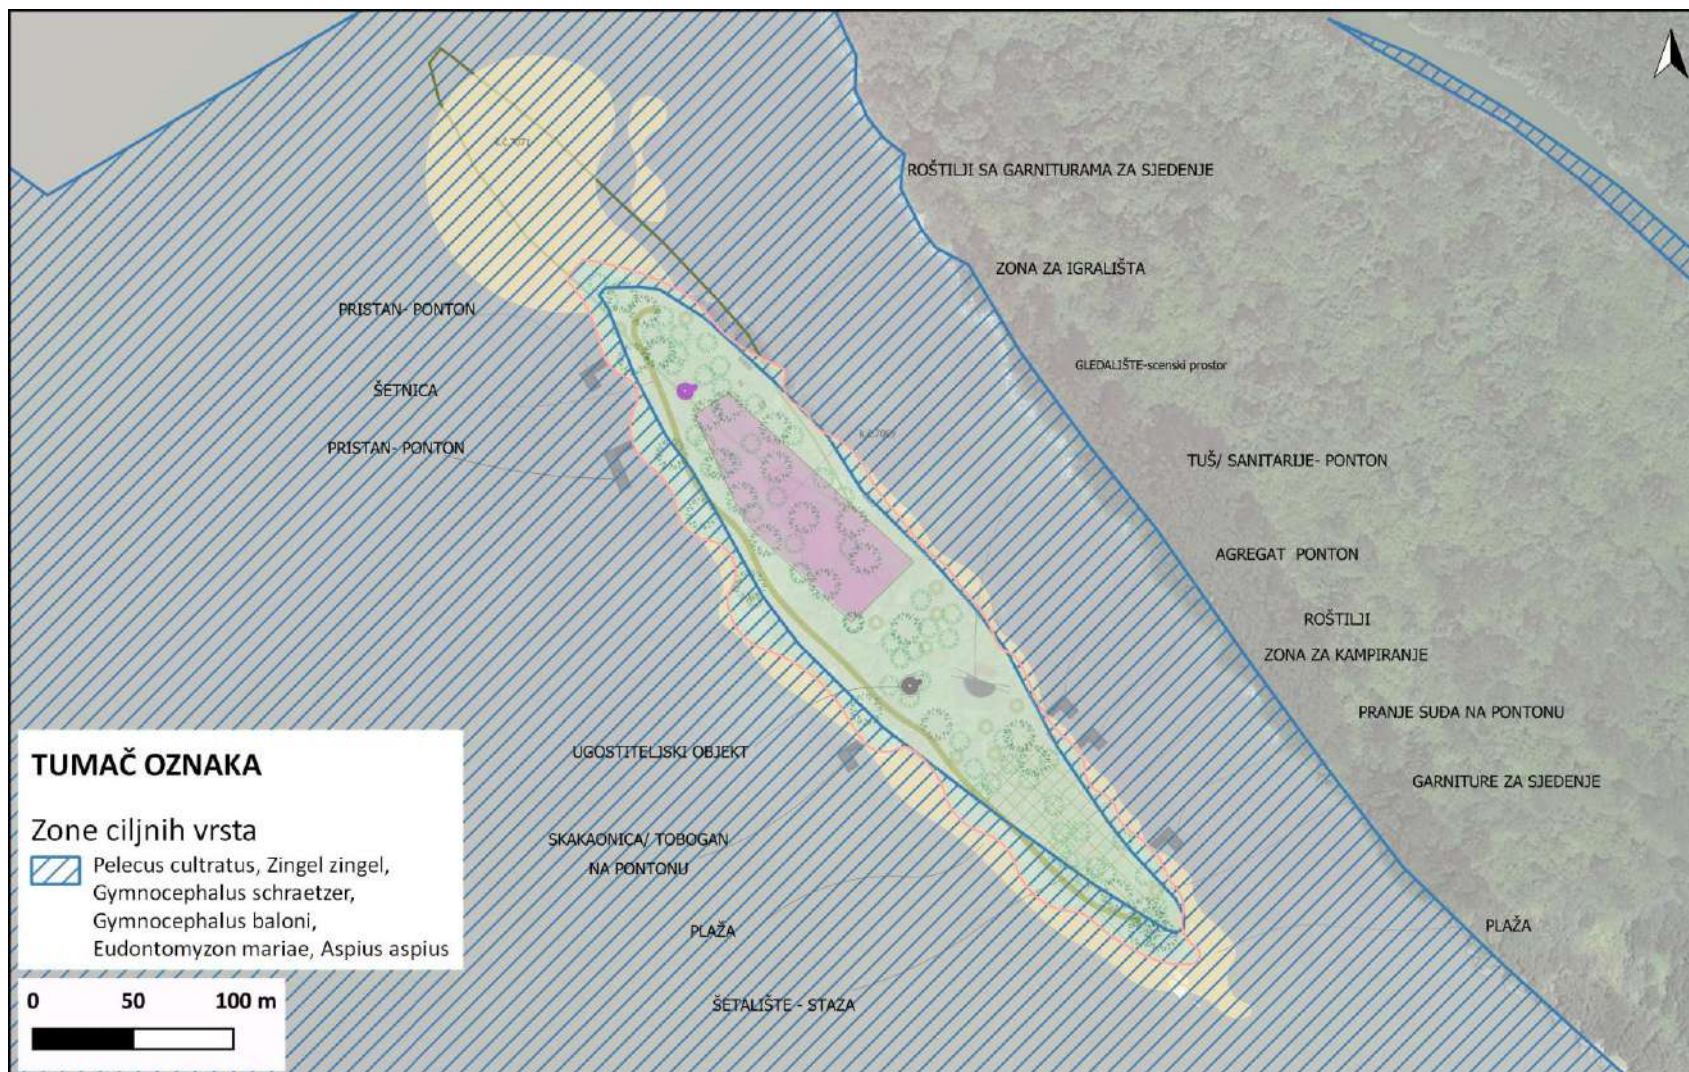 k.č.7071
ROŠTILJI SA GARNITURAMA ZA SJEDENJE
ZONA ZA IGRALIŠTA
PRISTAN- PONTON
GLEDALIŠTE-scenski prostor
ŠETNICA
k.č.7069
PRISTAN- PONTON
TUŠ/ SANITARIJE- PONTON
AGREGAT PONTON
ROŠTILJI
ZONA ZA KAMPIRANJE
PRANJE SUĐA NA PONTONU
UGOSTITELJSKI OBJEKT
GARNITURE ZA SJEDENJE
SKAKAONICA/ TOBOGAN
NA PONTONU
PLAŽA
PLAŽA
ŠETALIŠTE - STAZA
TUMAČ OZNAKA
Zone ciljnih vrsta
Pelecus cultratus, Zingel zingel,
Gymnocephalus schraetzer,
Gymnocephalus baloni,
Eudontomyzon mariae, Aspius aspius
0 50 100 m